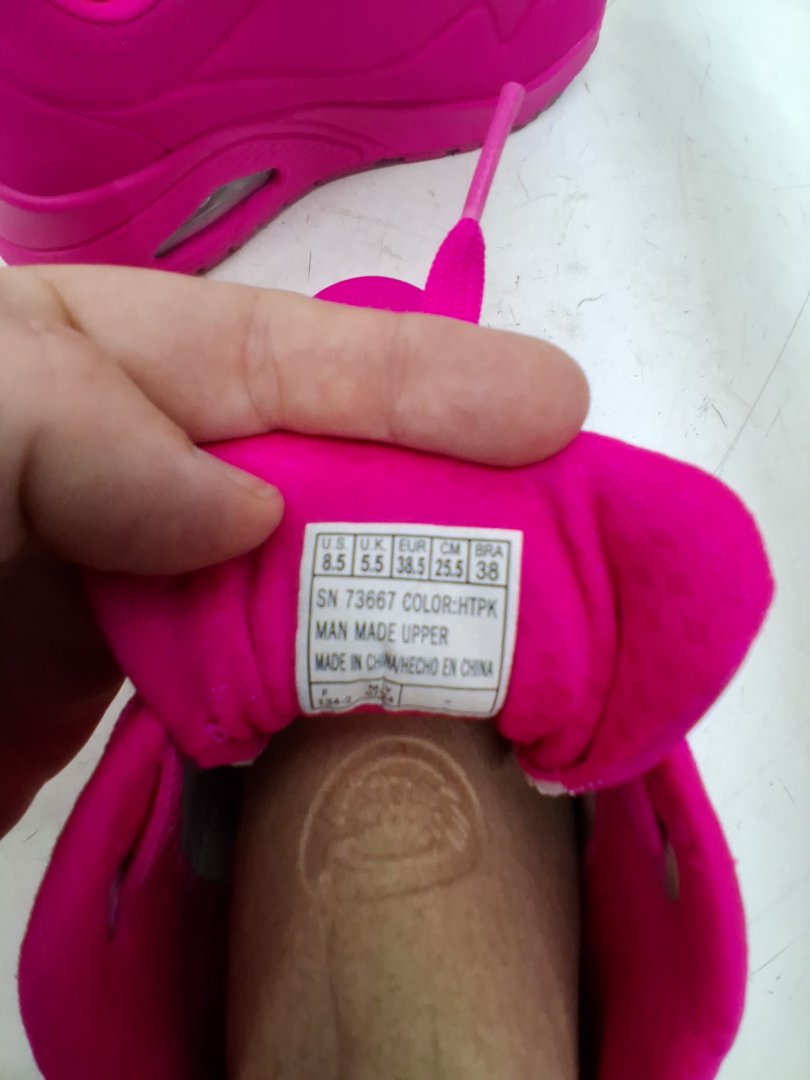 U.S. U.K. EUR CM BRA
8.5 5.5 38.5 25.5 38
SN 73667 COLOR:HTPK
MAN MADE UPPER
MADE IN CHINA/HECHO EN CHINA
F